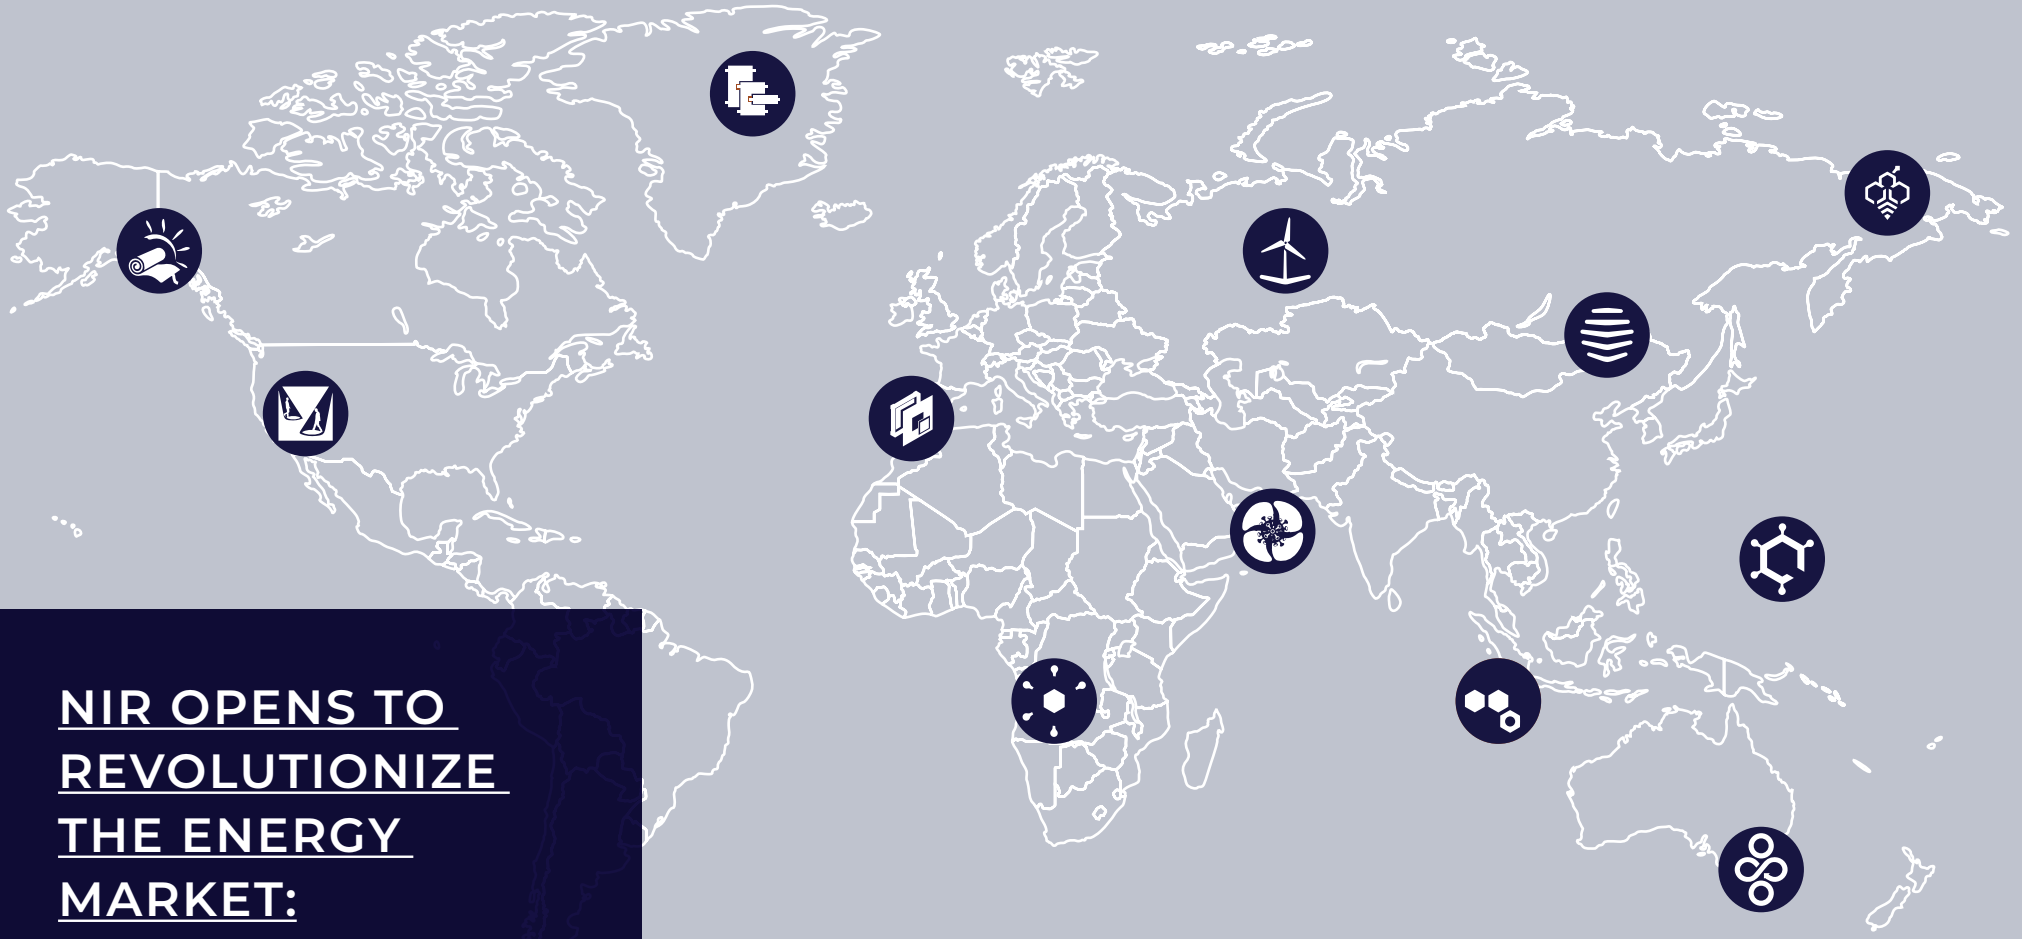 NIR OPENS TO
REVOLUTIONIZE
THE ENERGY
MARKET: